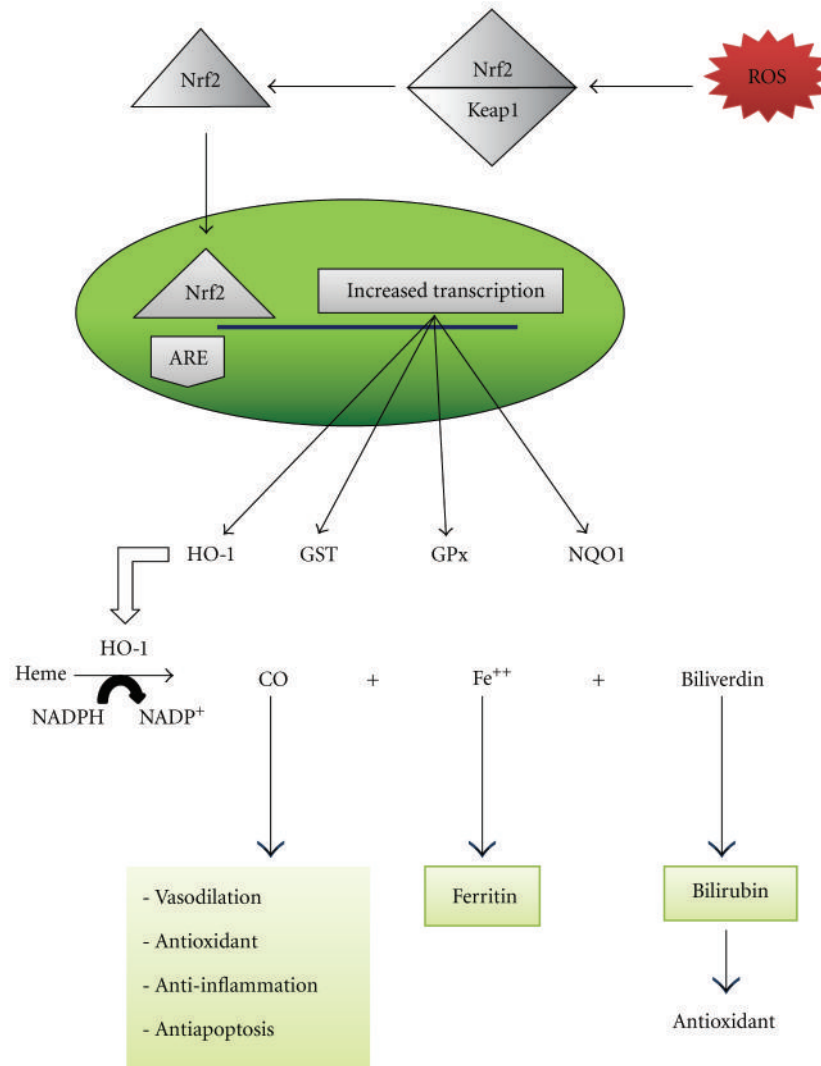 Nrf2
Nrf2
Keap1
ROS
Nrf2
Increased transcription
ARE
HO-1
GST
GPx
NQO1
HO-1
Heme
CO
+
Fe++
+
Biliverdin
NADPH
NADP+
- Vasodilation
- Antioxidant
- Anti-inflammation
- Antiapoptosis
Ferritin
Bilirubin
Antioxidant